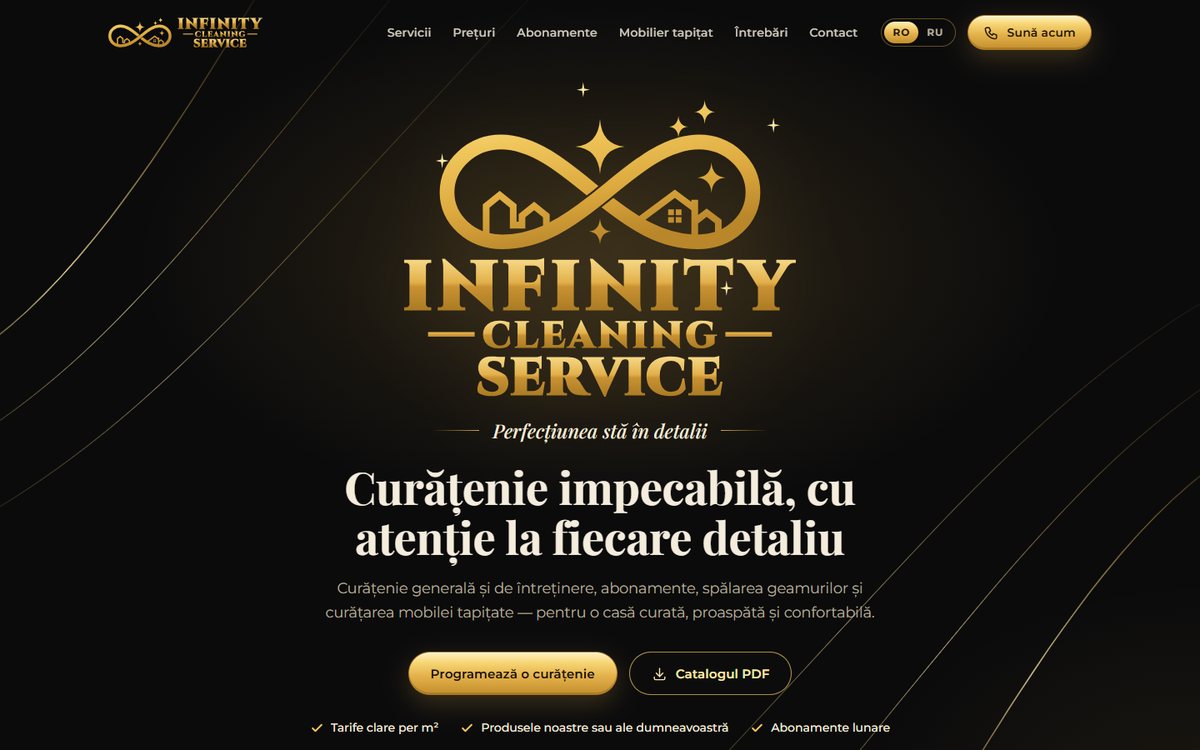 INFINITY
CLEANING
SERVICE
Servicii Prețuri Abonamente Mobilier tapițat Întrebări Contact RO RU Sună acum
INFINITY
CLEANING
SERVICE
Perfecțiunea stă în detalii
Curățenie impecabilă, cu
atenție la fiecare detaliu
Curățenie generală și de întreținere, abonamente, spălarea geamurilor și
curățarea mobilei tapițate — pentru o casă curată, proaspătă și confortabilă.
Programează o curățenie Catalogul PDF
Tarife clare per m² Produsele noastre sau ale dumneavoastră Abonamente lunare